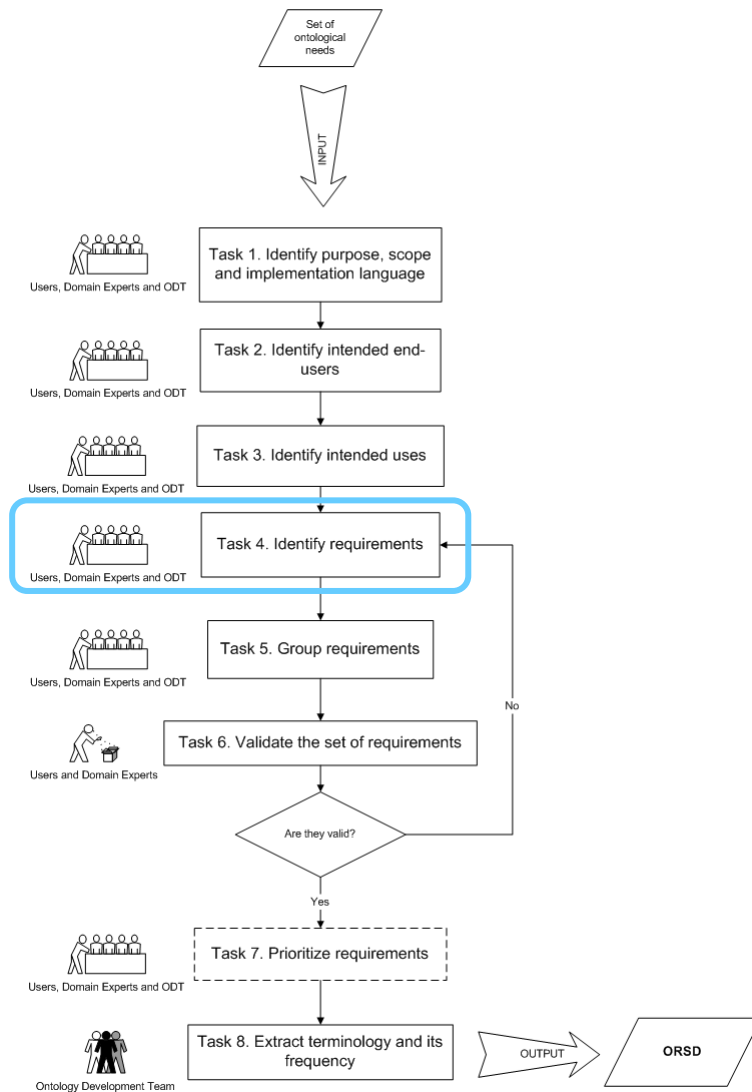 Set of
ontological
needs
INPUT
Task 1. Identify purpose, scope
and implementation language
Users, Domain Experts and ODT
Task 2. Identify intended end-
users
Users, Domain Experts and ODT
Task 3. Identify intended uses
Users, Domain Experts and ODT
Task 4. Identify requirements
Users, Domain Experts and ODT
Task 5. Group requirements
Users, Domain Experts and ODT
No
Task 6. Validate the set of requirements
Users and Domain Experts
Are they valid?
Yes
Task 7. Prioritize requirements
Users, Domain Experts and ODT
Task 8. Extract terminology and its
frequency
Ontology Development Team
OUTPUT
ORSD